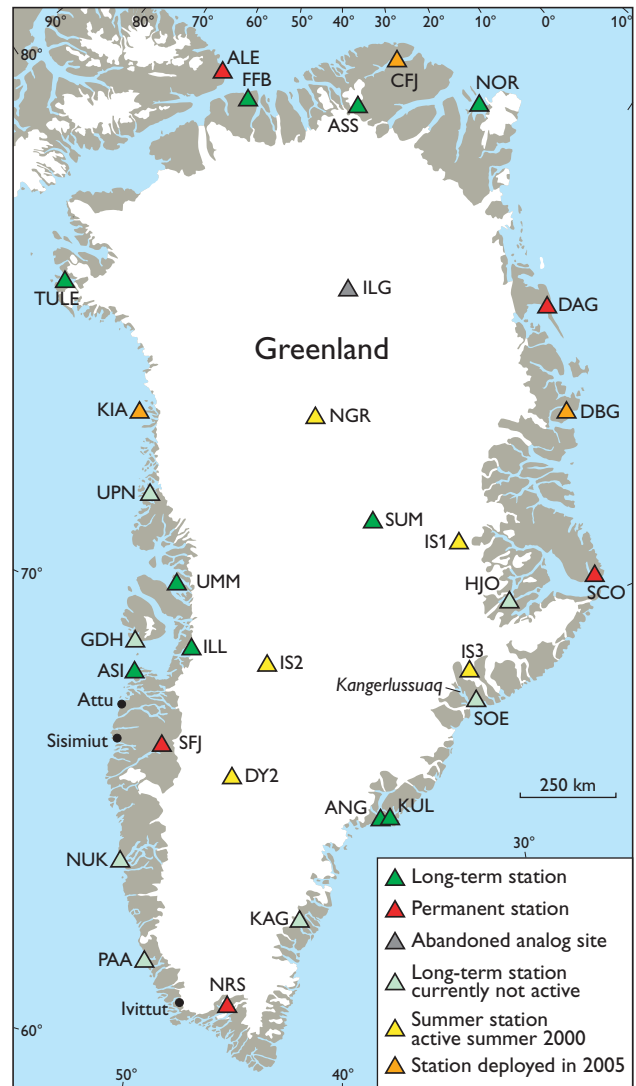 90° 80° 70° 60° 50° 40° 30° 20° 10° 0° 10°
80°
ALE
FFB
CFJ
NOR
ASS
TULE
ILG
DAG
Greenland
KIA
NGR
DBG
UPN
SUM
IS1
70°
UMM
HJO
SCO
GDH
ILL
IS2
IS3
ASI
Kangerlussuaq
Attu
SOE
Sisimiut
SFJ
DY2
250 km
ANG
KUL
30°
NUK
KAG
PAA
NRS
Ivittut
60°
50°
40°
Long-term station
Permanent station
Abandoned analog site
Long-term station
currently not active
Summer station
active summer 2000
Station deployed in 2005